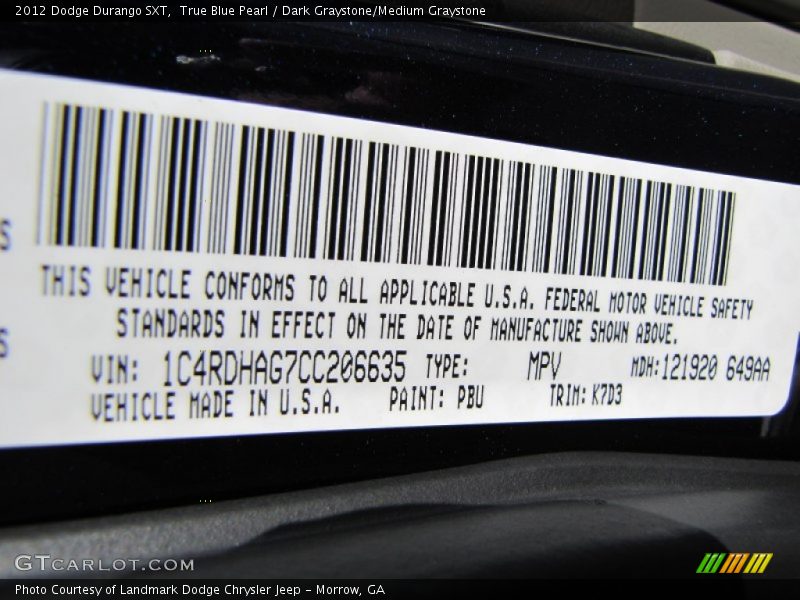 2012 Dodge Durango SXT,  True Blue Pearl / Dark Graystone/Medium Graystone
S
S
THIS VEHICLE CONFORMS TO ALL APPLICABLE U.S.A. FEDERAL MOTOR VEHICLE SAFETY
STANDARDS IN EFFECT ON THE DATE OF MANUFACTURE SHOWN ABOVE.
VIN: 1C4RDHAG7CC206635 TYPE: MPV MDH:121920 649AA
VEHICLE MADE IN U.S.A. PAINT: PBU TRIM: K7D3
GTCARLOT.COM
Photo Courtesy of Landmark Dodge Chrysler Jeep - Morrow, GA